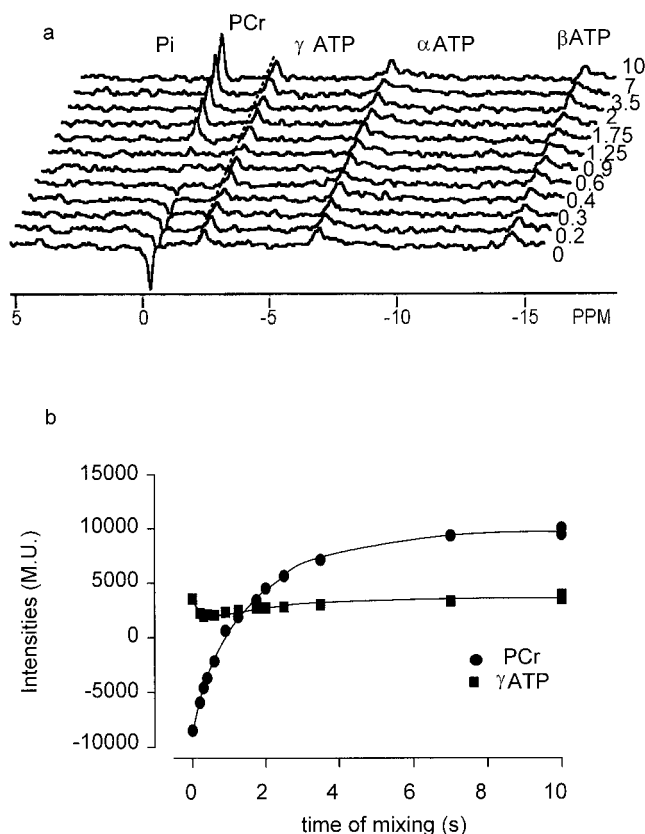 a
PCr
Pi
γ ATP
αATP
βATP
10
7
3.5
2
1.75
1.25
0.9
0.6
0.4
0.3
0.2
0
5
0
-5
-10
-15
PPM
b
15000
10000
5000
0
-5000
-10000
Intensities (M.U.)
PCr
γATP
0
2
4
6
8
10
time of mixing (s)